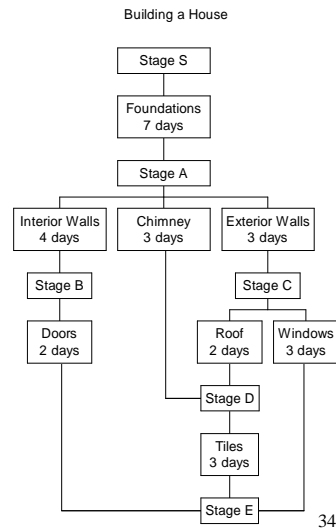 Building a House
Stage S
Foundations
7 days
Stage A
Interior Walls
4 days
Chimney
3 days
Exterior Walls
3 days
Stage B
Stage C
Doors
2 days
Roof
2 days
Windows
3 days
Stage D
Tiles
3 days
Stage E
34